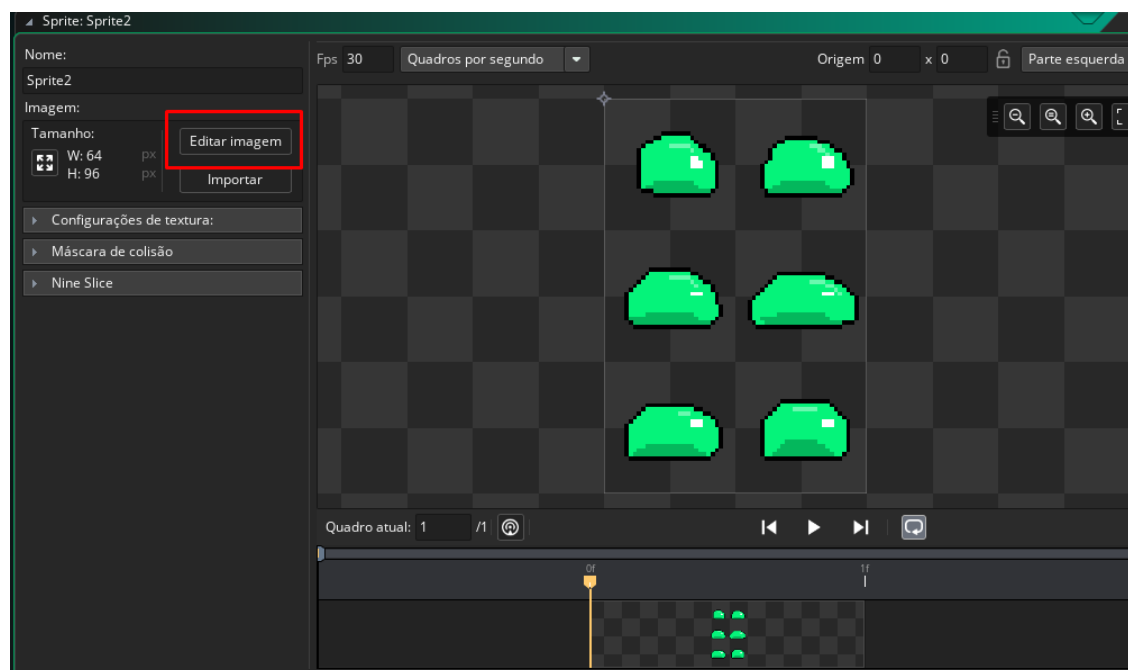 Sprite: Sprite2
Nome:
Sprite2
Imagem:
Tamanho:
W: 64 px
H: 96 px
Editar imagem
Importar
Configurações de textura:
Máscara de colisão
Nine Slice
Fps 30 Quadros por segundo Origem 0 x 0 Parte esquerda
Quadro atual: 1 /1
0f 1f